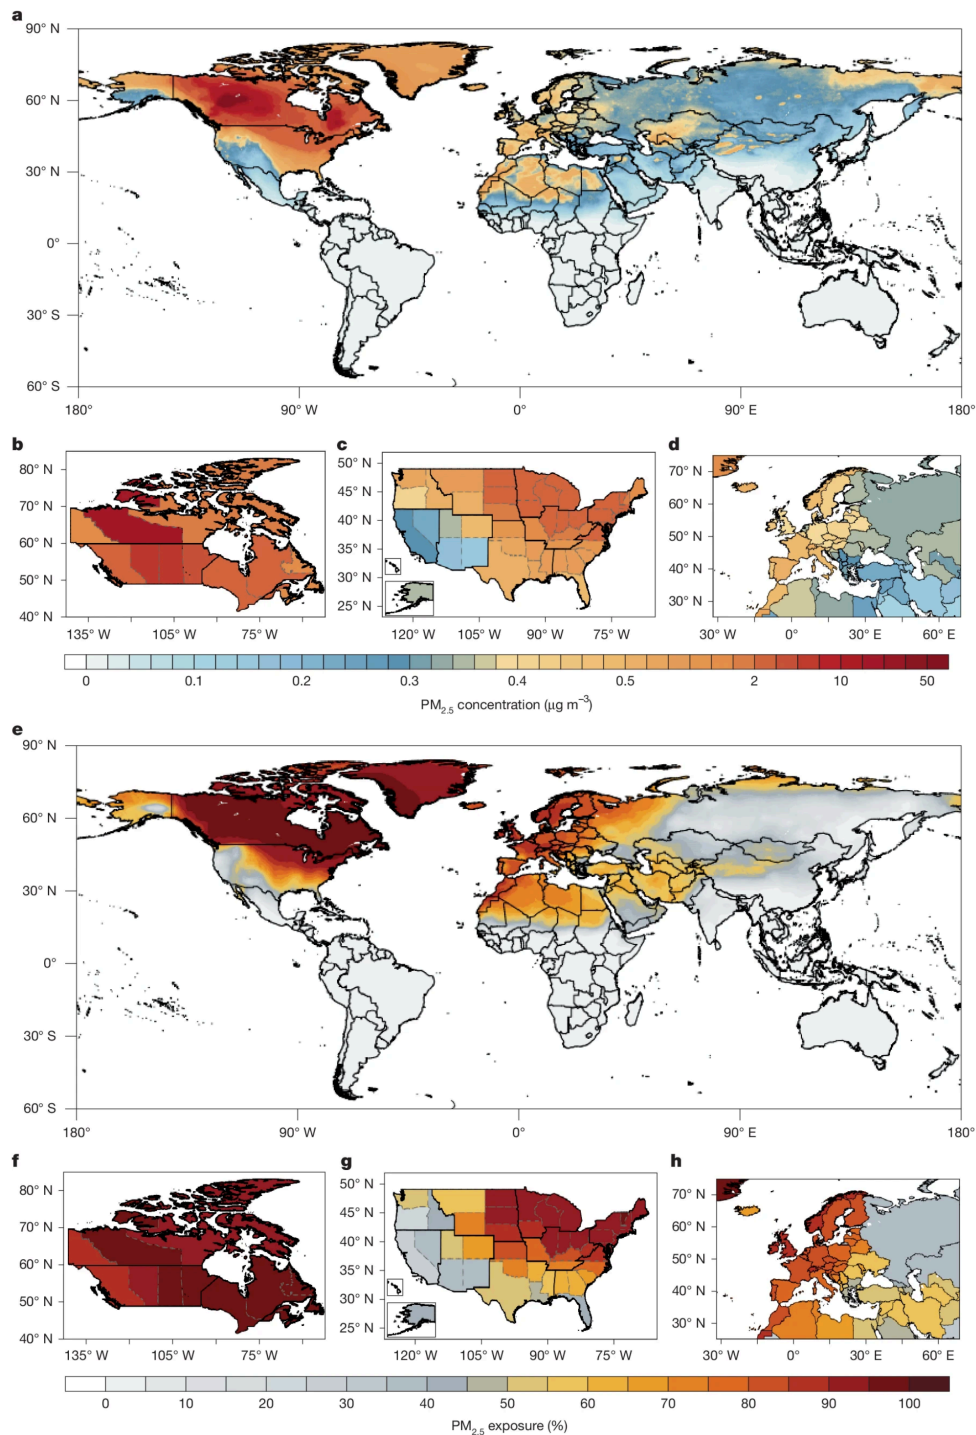 a
90° N
60° N
30° N
0°
30° S
60° S
180° 90° W 0° 90° E 180°
b c d
80° N
70° N
60° N
50° N
40° N
135° W 105° W 75° W
50° N
45° N
40° N
35° N
30° N
25° N
120° W 105° W 90° W 75° W
70° N
60° N
50° N
40° N
30° N
30° W 0° 30° E 60° E
0 0.1 0.2 0.3 0.4 0.5 2 10 50
PM2.5 concentration (µg m–3)
e
90° N
60° N
30° N
0°
30° S
60° S
180° 90° W 0° 90° E 180°
f g h
80° N
70° N
60° N
50° N
40° N
135° W 105° W 75° W
50° N
45° N
40° N
35° N
30° N
25° N
120° W 105° W 90° W 75° W
70° N
60° N
50° N
40° N
30° N
30° W 0° 30° E 60° E
0 10 20 30 40 50 60 70 80 90 100
PM2.5 exposure (%)